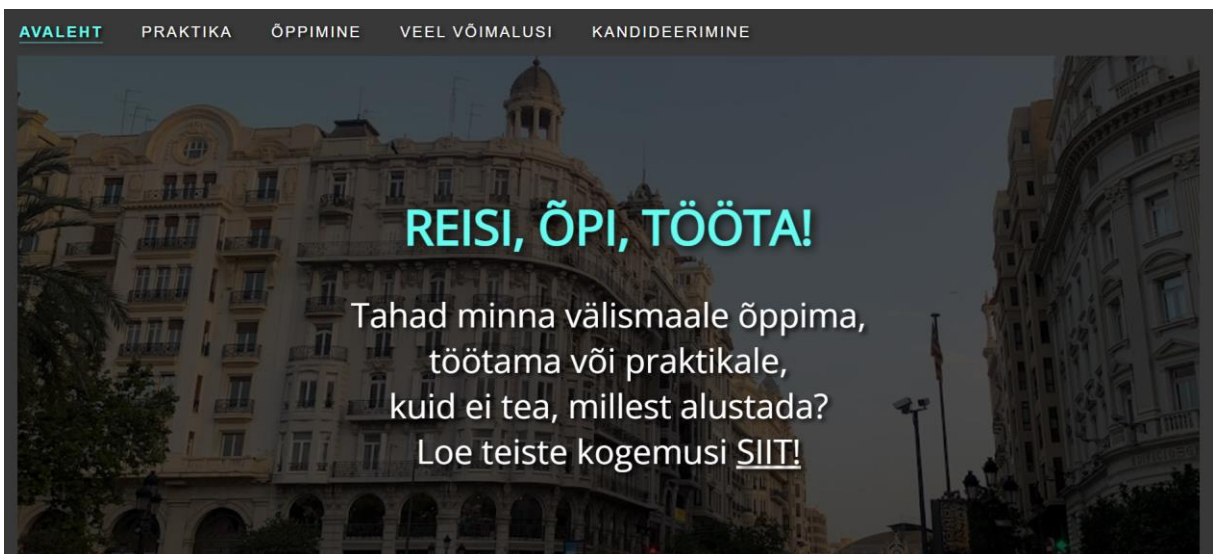 AVALEHT PRAKTIKA ÕPPIMINE VEEL VÕIMALUSI KANDIDEERIMINE
REISI, ÕPI, TÖÖTA!
Tahad minna välismaale õppima,
töötama või praktikale,
kuid ei tea, millest alustada?
Loe teiste kogemusi SIIT!